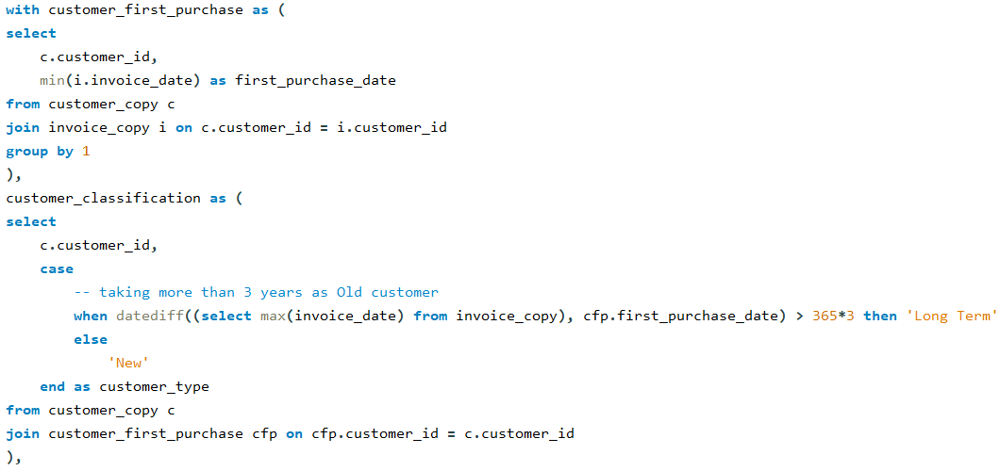 with customer_first_purchase as (
select
    c.customer_id,
    min(i.invoice_date) as first_purchase_date
from customer_copy c
join invoice_copy i on c.customer_id = i.customer_id
group by 1
),
customer_classification as (
select
    c.customer_id,
    case
        -- taking more than 3 years as Old customer
        when datediff((select max(invoice_date) from invoice_copy), cfp.first_purchase_date) > 365*3 then 'Long Term'
        else
            'New'
    end as customer_type
from customer_copy c
join customer_first_purchase cfp on cfp.customer_id = c.customer_id
),